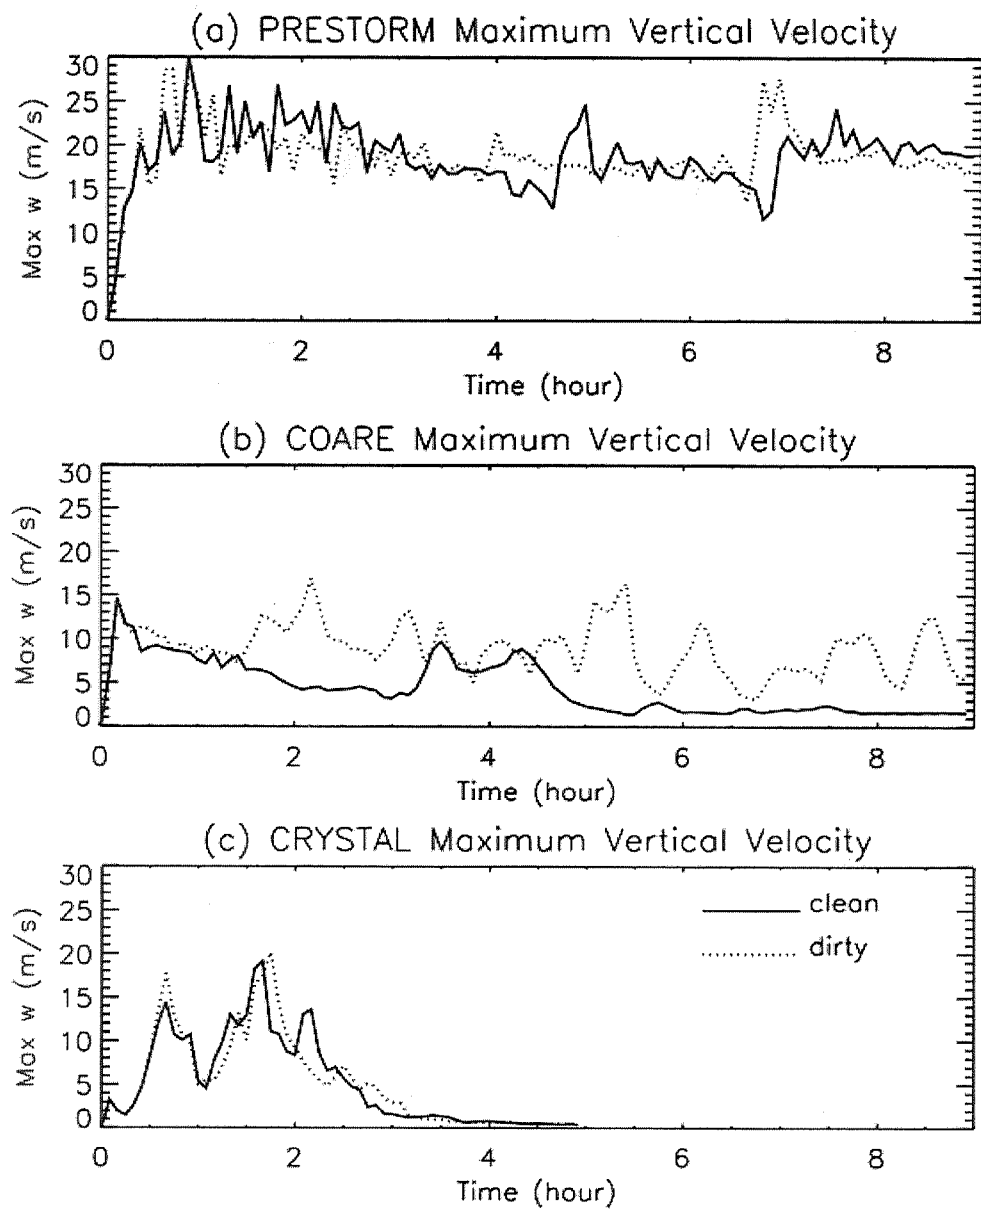 (a) PRESTORM Maximum Vertical Velocity
30
25
20
15
10
5
0
Max w (m/s)
0 2 4 6 8
Time (hour)
(b) COARE Maximum Vertical Velocity
30
25
20
15
10
5
0
Max w (m/s)
0 2 4 6 8
Time (hour)
(c) CRYSTAL Maximum Vertical Velocity
30
25
20
15
10
5
0
Max w (m/s)
clean
dirty
0 2 4 6 8
Time (hour)